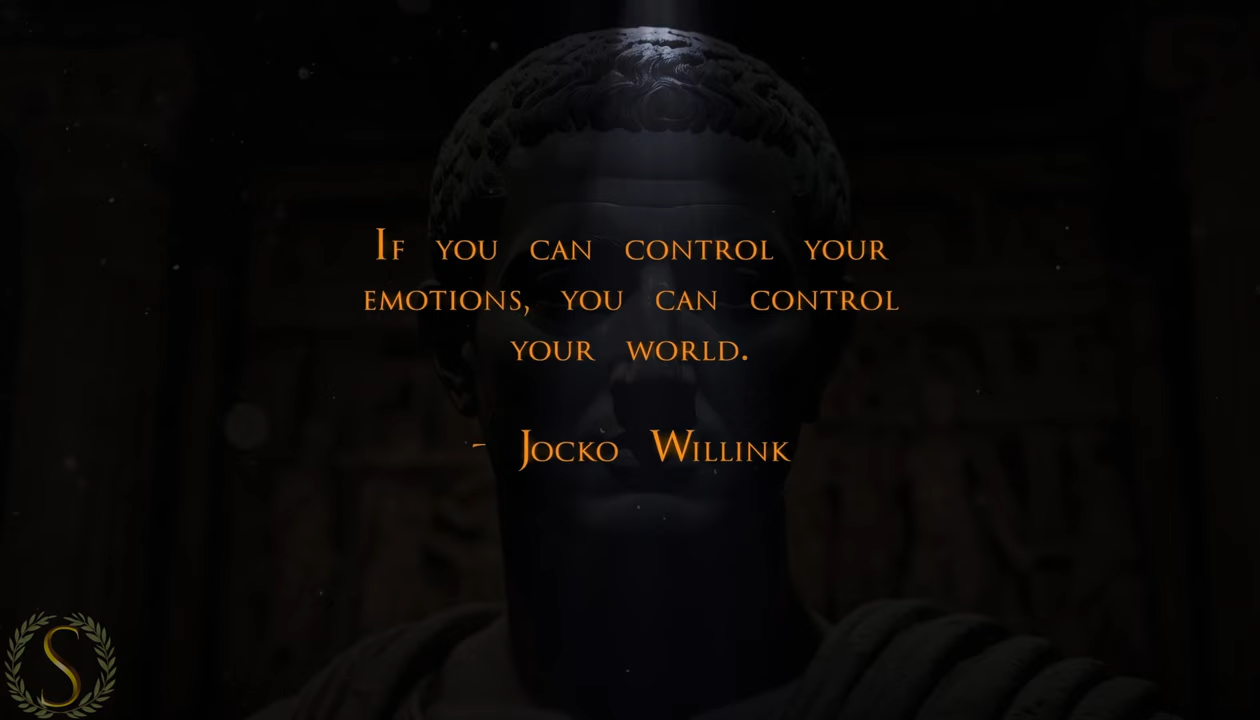 If you can control your
emotions, you can control
your world.
- Jocko Willink
S